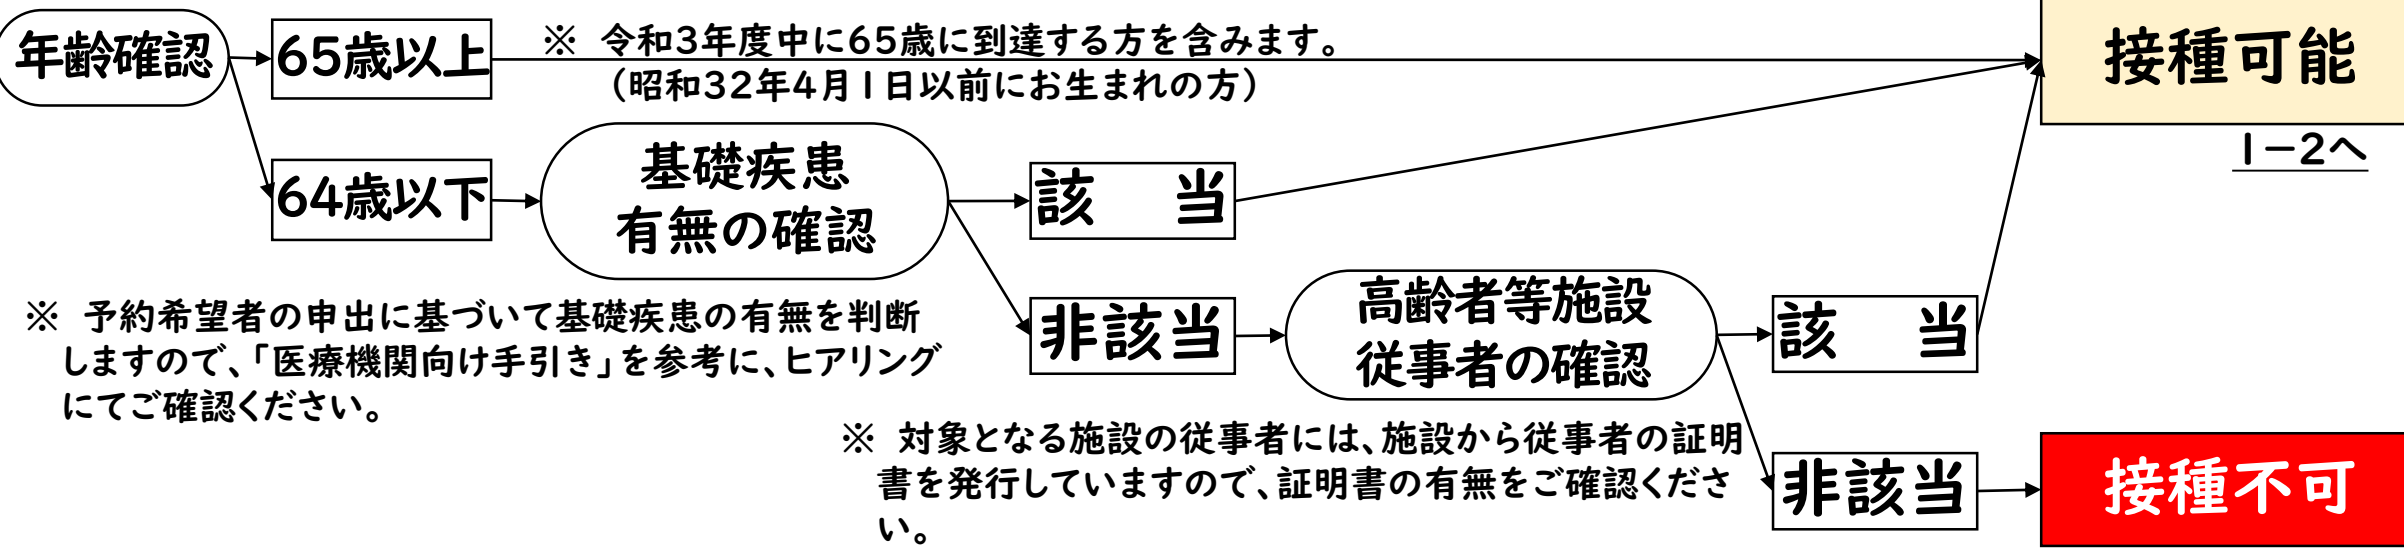 年齢確認
65歳以上
※ 令和3年度中に65歳に到達する方を含みます。
(昭和32年4月1日以前にお生まれの方)
接種可能
1-2へ
64歳以下
基礎疾患
有無の確認
該 当
※ 予約希望者の申出に基づいて基礎疾患の有無を判断
しますので、「医療機関向け手引き」を参考に、ヒアリング
にてご確認ください。
非該当
高齢者等施設
従事者の確認
該 当
※ 対象となる施設の従事者には、施設から従事者の証明
書を発行していますので、証明書の有無をご確認くださ
い。
非該当
接種不可